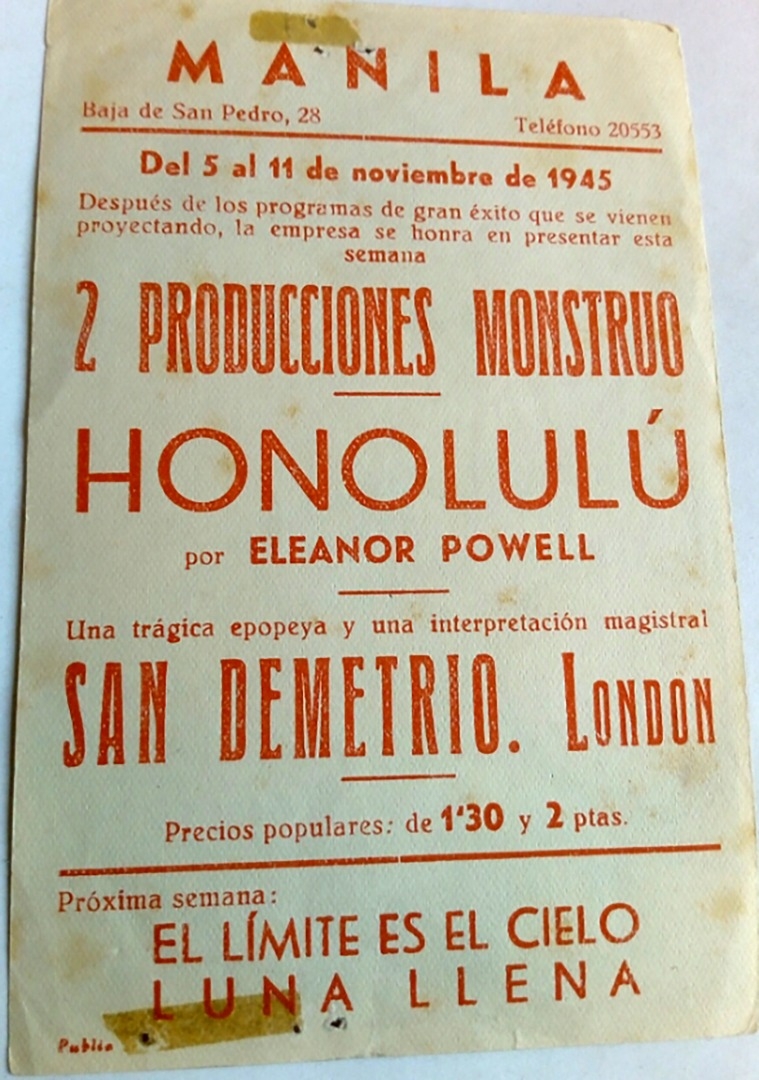 MANILA
Baja de San Pedro, 28
Teléfono 20553
Del 5 al 11 de noviembre de 1945
Después de los programas de gran éxito que se vienen
proyectando, la empresa se honra en presentar esta
semana
2 PRODUCCIONES MONSTRUO
HONOLULÚ
por ELEANOR POWELL
Una trágica epopeya y una interpretación magistral
SAN DEMETRIO. LONDON
Precios populares: de 1'30 y 2 ptas.
Próxima semana:
EL LÍMITE ES EL CIELO
LUNA LLENA